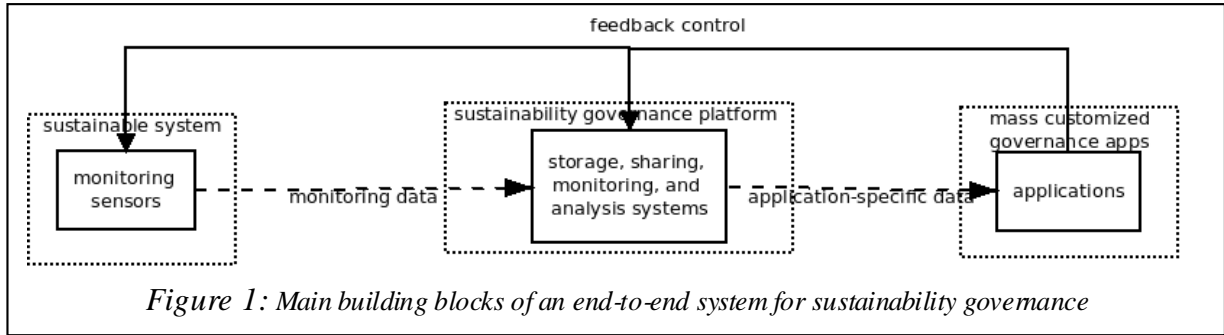 feedback control
sustainable system
monitoring
sensors
monitoring data
sustainability governance platform
storage, sharing,
monitoring, and
analysis systems
application-specific data
mass customized
governance apps
applications
Figure 1: Main building blocks of an end-to-end system for sustainability governance